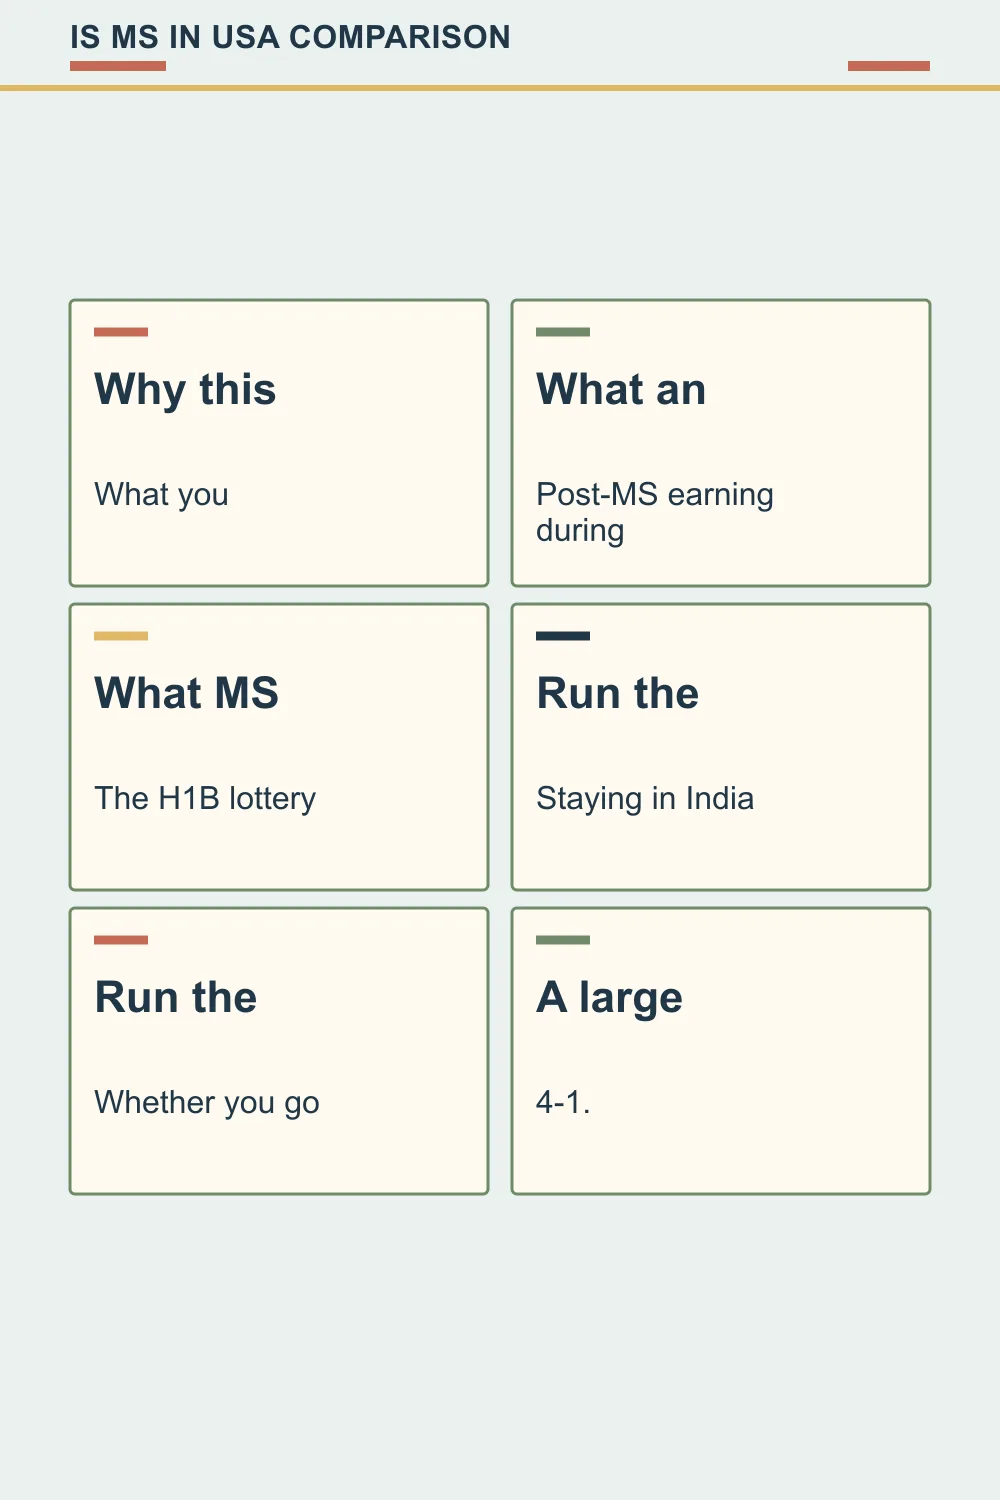 IS MS IN USA COMPARISON
Why this
What you
What an
Post-MS earning
during
What MS
The H1B lottery
Run the
Staying in India
Run the
Whether you go
A large
4-1.